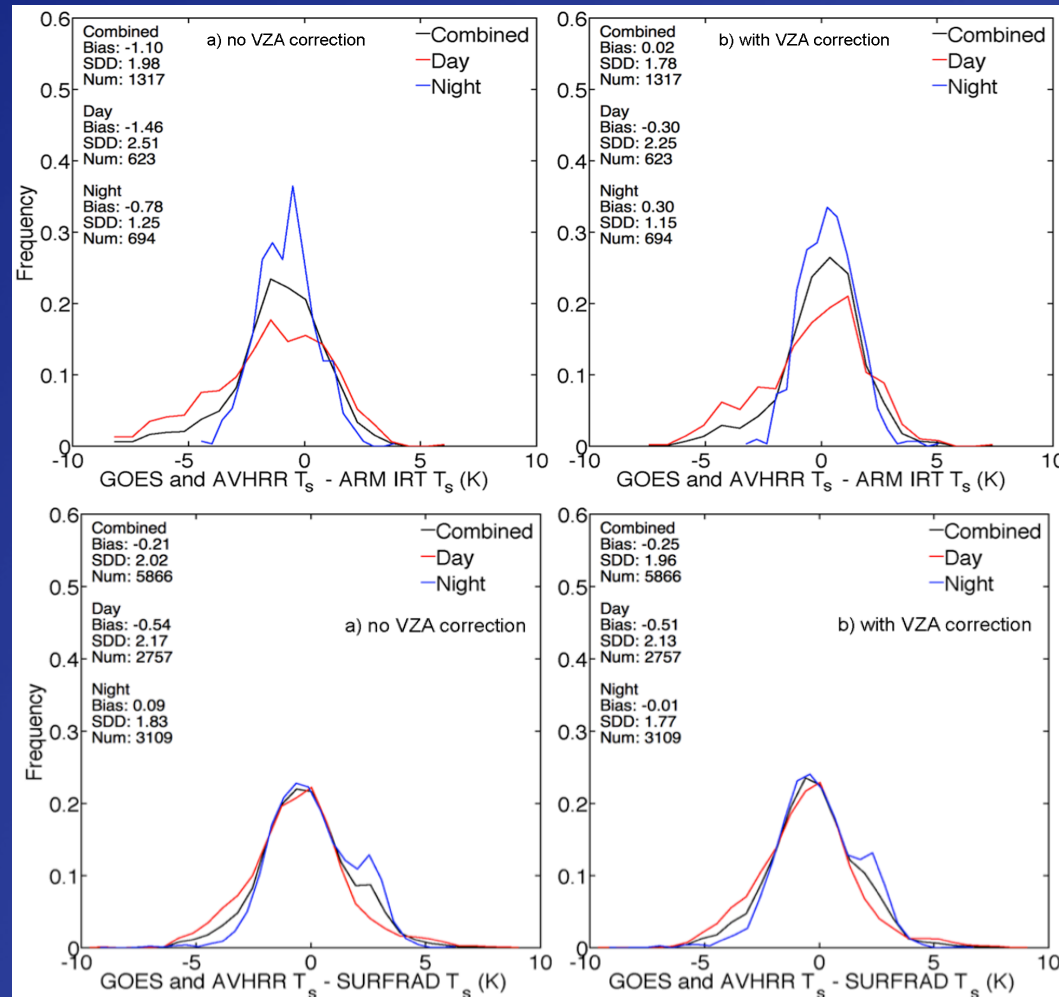 0.6
0.5
0.4
0.3
0.2
0.1
0
Frequency
Combined
Bias: -1.10
SDD: 1.98
Num: 1317
Day
Bias: -1.46
SDD: 2.51
Num: 623
Night
Bias: -0.78
SDD: 1.25
Num: 694
a) no VZA correction
Combined
Day
Night
-10 -5 0 5 10
GOES and AVHRR Ts - ARM IRT Ts (K)
0.6
0.5
0.4
0.3
0.2
0.1
0
Combined
Bias: 0.02
SDD: 1.78
Num: 1317
Day
Bias: -0.30
SDD: 2.25
Num: 623
Night
Bias: 0.30
SDD: 1.15
Num: 694
b) with VZA correction
Combined
Day
Night
-10 -5 0 5 10
GOES and AVHRR Ts - ARM IRT Ts (K)
0.6
0.5
0.4
0.3
0.2
0.1
0
Frequency
Combined
Bias: -0.21
SDD: 2.02
Num: 5866
Day
Bias: -0.54
SDD: 2.17
Num: 2757
Night
Bias: 0.09
SDD: 1.83
Num: 3109
Combined
Day
Night
a) no VZA correction
-10 -5 0 5 10
GOES and AVHRR Ts - SURFRAD Ts (K)
0.6
0.5
0.4
0.3
0.2
0.1
0
Combined
Bias: -0.25
SDD: 1.96
Num: 5866
Day
Bias: -0.51
SDD: 2.13
Num: 2757
Night
Bias: -0.01
SDD: 1.77
Num: 3109
Combined
Day
Night
b) with VZA correction
-10 -5 0 5 10
GOES and AVHRR Ts - SURFRAD Ts (K)